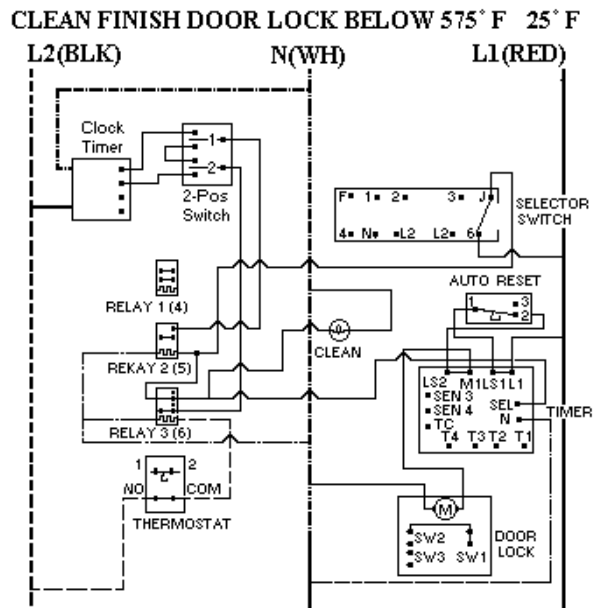 CLEAN FINISH DOOR LOCK BELOW 575° F 25° F
L2(BLK) N(WH) L1(RED)
Clock
Timer
1
2
2-Pos
Switch
F 1 2 3 J
4 N L2 L2 6
SELECTOR
SWITCH
RELAY 1 (4)
AUTO RESET
1 3
2
REKAY 2 (5)
CLEAN
LS2 M1 LS1 L1
SEN 3
SEN 4
TC
SEL
N
T4 T3 T2 T1
TIMER
RELAY 3 (6)
1 2
NO COM
THERMOSTAT
M
SW2
SW3 SW1
DOOR
LOCK